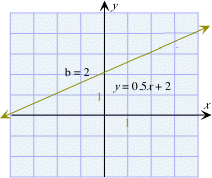 y
b = 2
y = 0.5x + 2
1
x
1